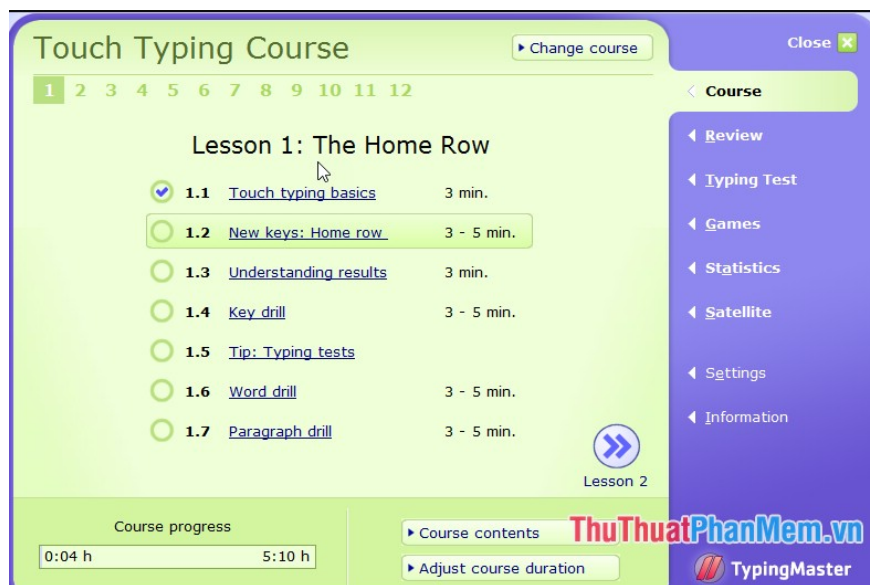 Touch Typing Course
Change course
Close
1 2 3 4 5 6 7 8 9 10 11 12
Course
Lesson 1: The Home Row
Review
1.1 Touch typing basics 3 min.
Typing Test
1.2 New keys: Home row 3 - 5 min.
Games
1.3 Understanding results 3 min.
Statistics
1.4 Key drill 3 - 5 min.
Satellite
1.5 Tip: Typing tests
Settings
1.6 Word drill 3 - 5 min.
Information
1.7 Paragraph drill 3 - 5 min.
Lesson 2
Course progress
Course contents
ThuThuatPhanMem.vn
0:04 h 5:10 h
Adjust course duration
TypingMaster